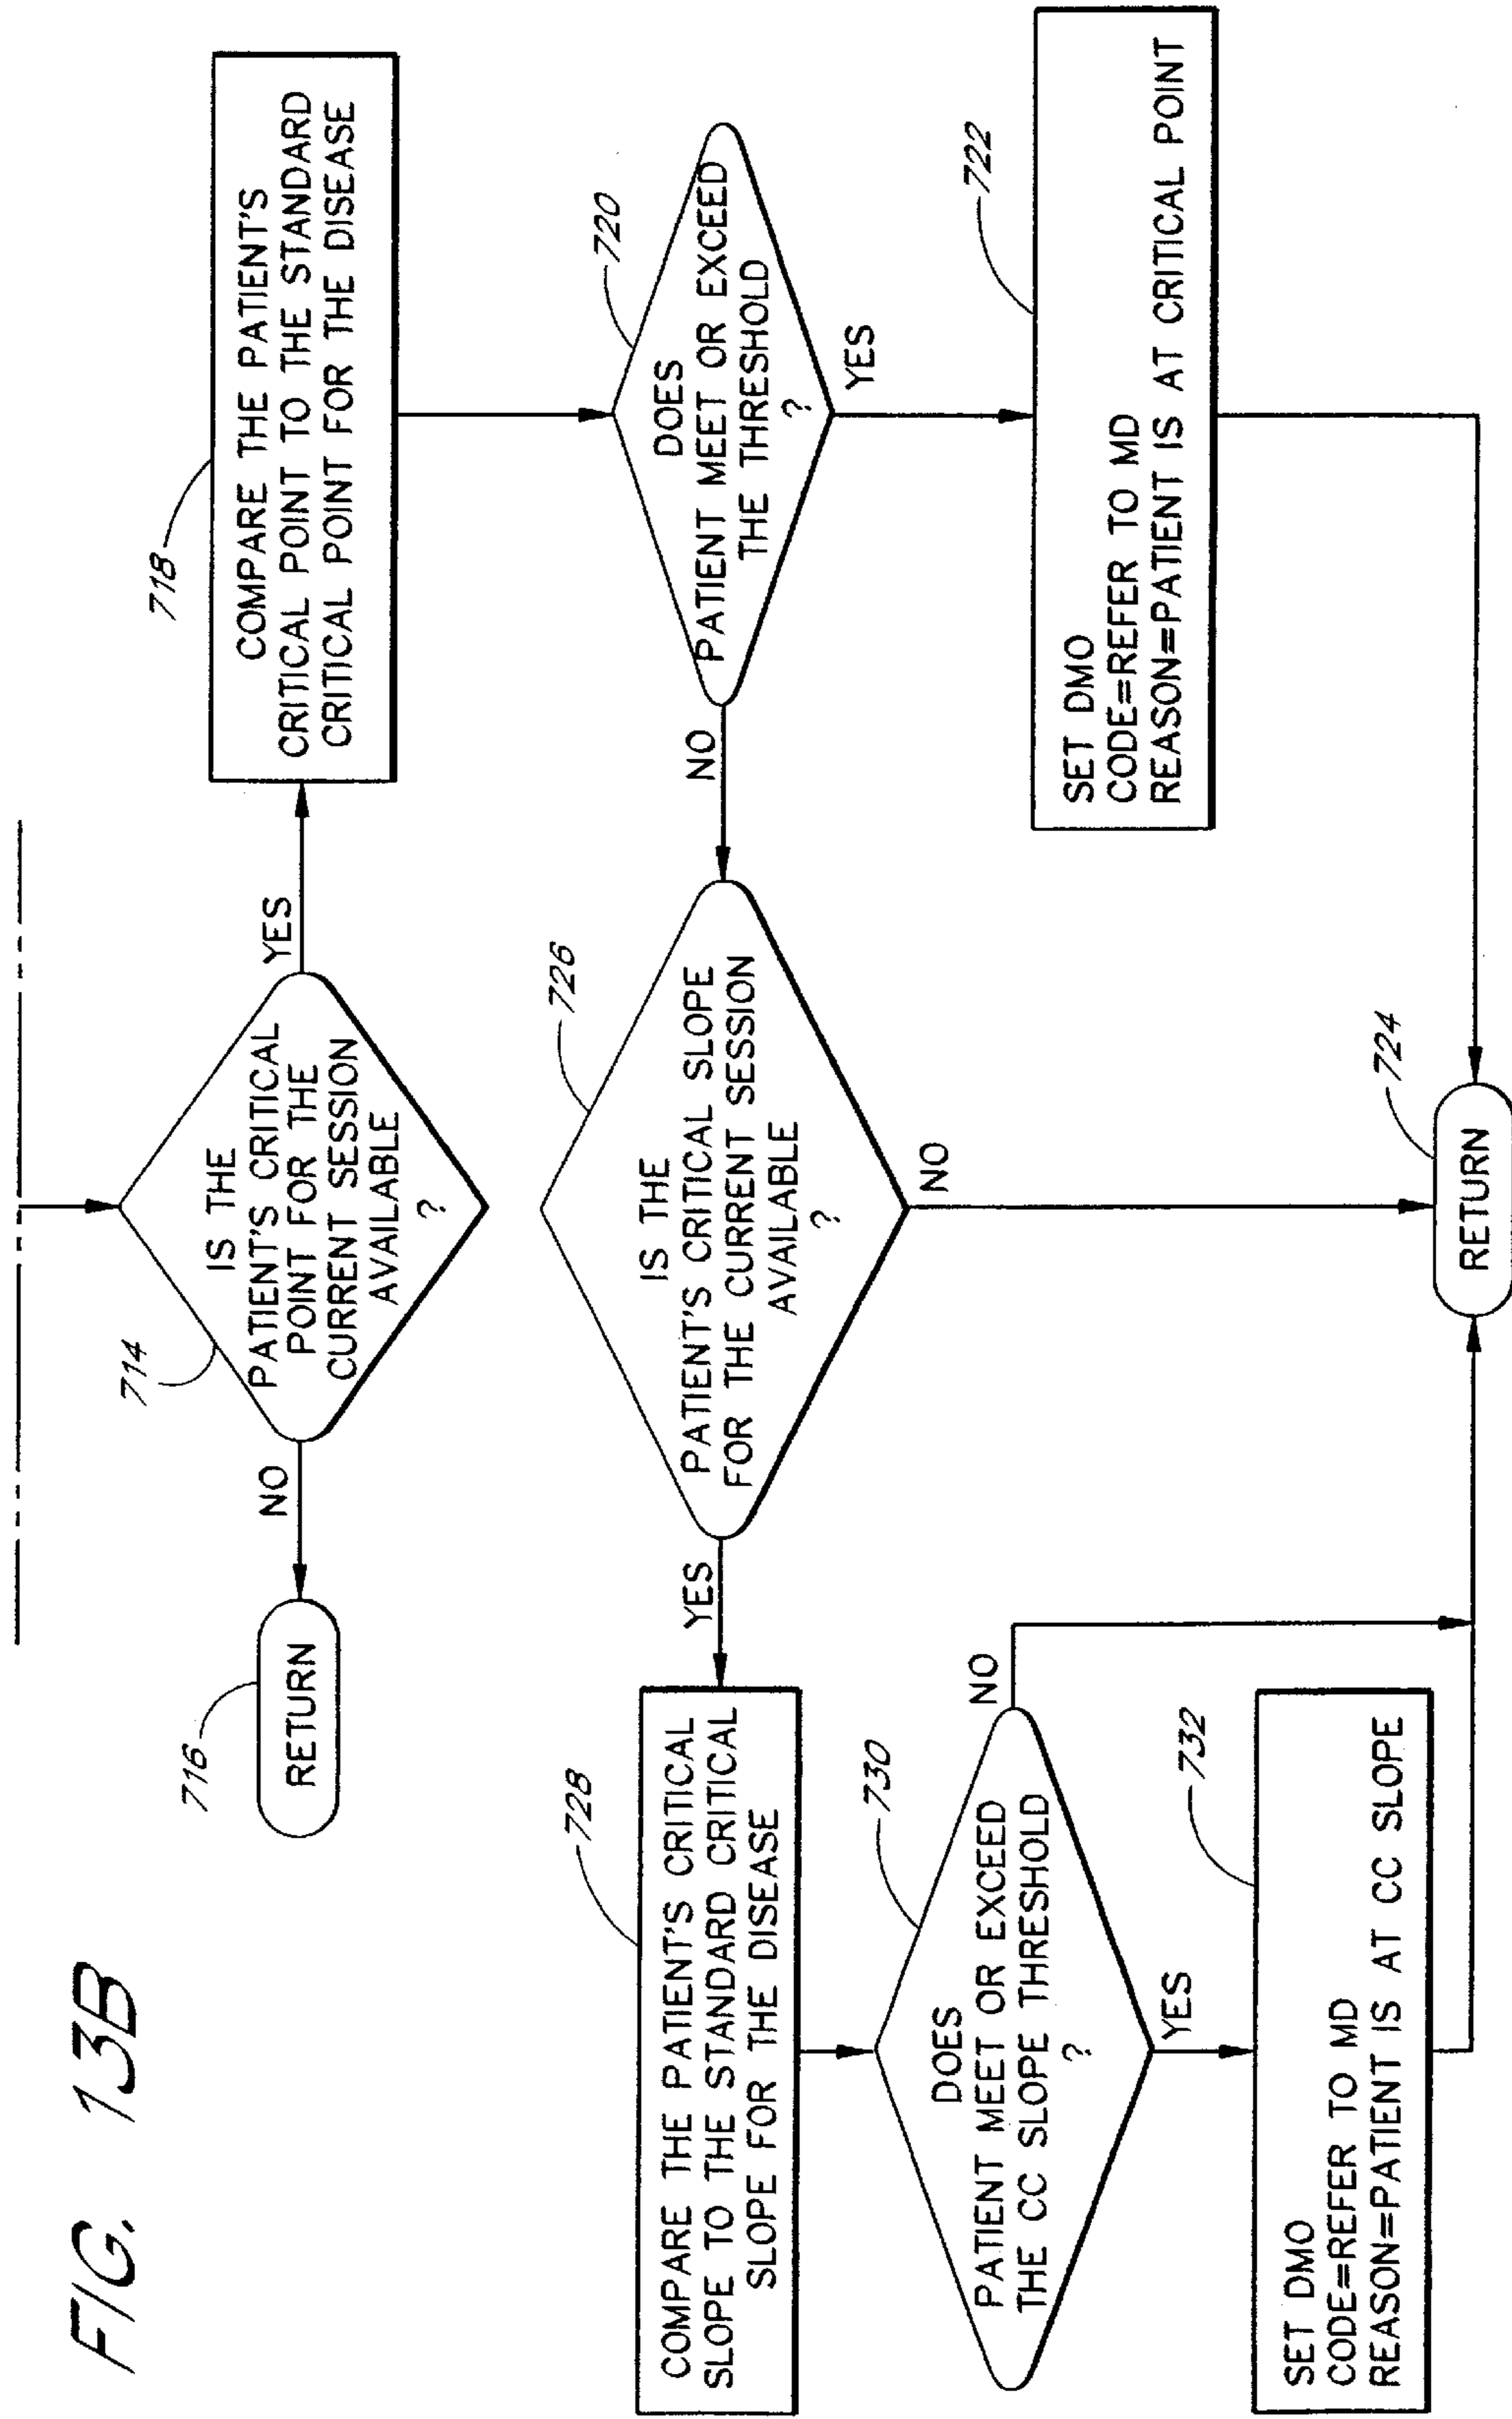 FIG. 13B
714
IS THE
PATIENT'S CRITICAL
POINT FOR THE
CURRENT SESSION
AVAILABLE
?
NO
716
RETURN
YES
718
COMPARE THE PATIENT'S
CRITICAL POINT TO THE STANDARD
CRITICAL POINT FOR THE DISEASE
720
DOES
PATIENT MEET OR EXCEED
THE THRESHOLD
?
YES
722
SET DMO
CODE=REFER TO MD
REASON=PATIENT IS AT CRITICAL POINT
NO
726
IS THE
PATIENT'S CRITICAL SLOPE
FOR THE CURRENT SESSION
AVAILABLE
?
NO
724
RETURN
YES
728
COMPARE THE PATIENT'S CRITICAL
SLOPE TO THE STANDARD CRITICAL
SLOPE FOR THE DISEASE
730
DOES
PATIENT MEET OR EXCEED
THE CC SLOPE THRESHOLD
?
NO
YES
732
SET DMO
CODE=REFER TO MD
REASON=PATIENT IS AT CC SLOPE